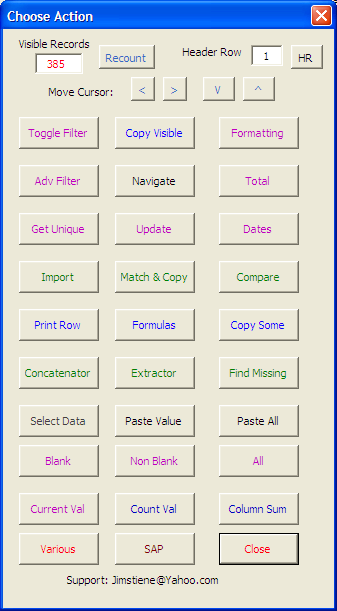 Choose Action
Visible Records
385
Recount
Header Row
1
HR
Move Cursor:
<
>
V
^
Toggle Filter
Copy Visible
Formatting
Adv Filter
Navigate
Total
Get Unique
Update
Dates
Import
Match & Copy
Compare
Print Row
Formulas
Copy Some
Concatenator
Extractor
Find Missing
Select Data
Paste Value
Paste All
Blank
Non Blank
All
Current Val
Count Val
Column Sum
Various
SAP
Close
Support: Jimstiene@Yahoo.com